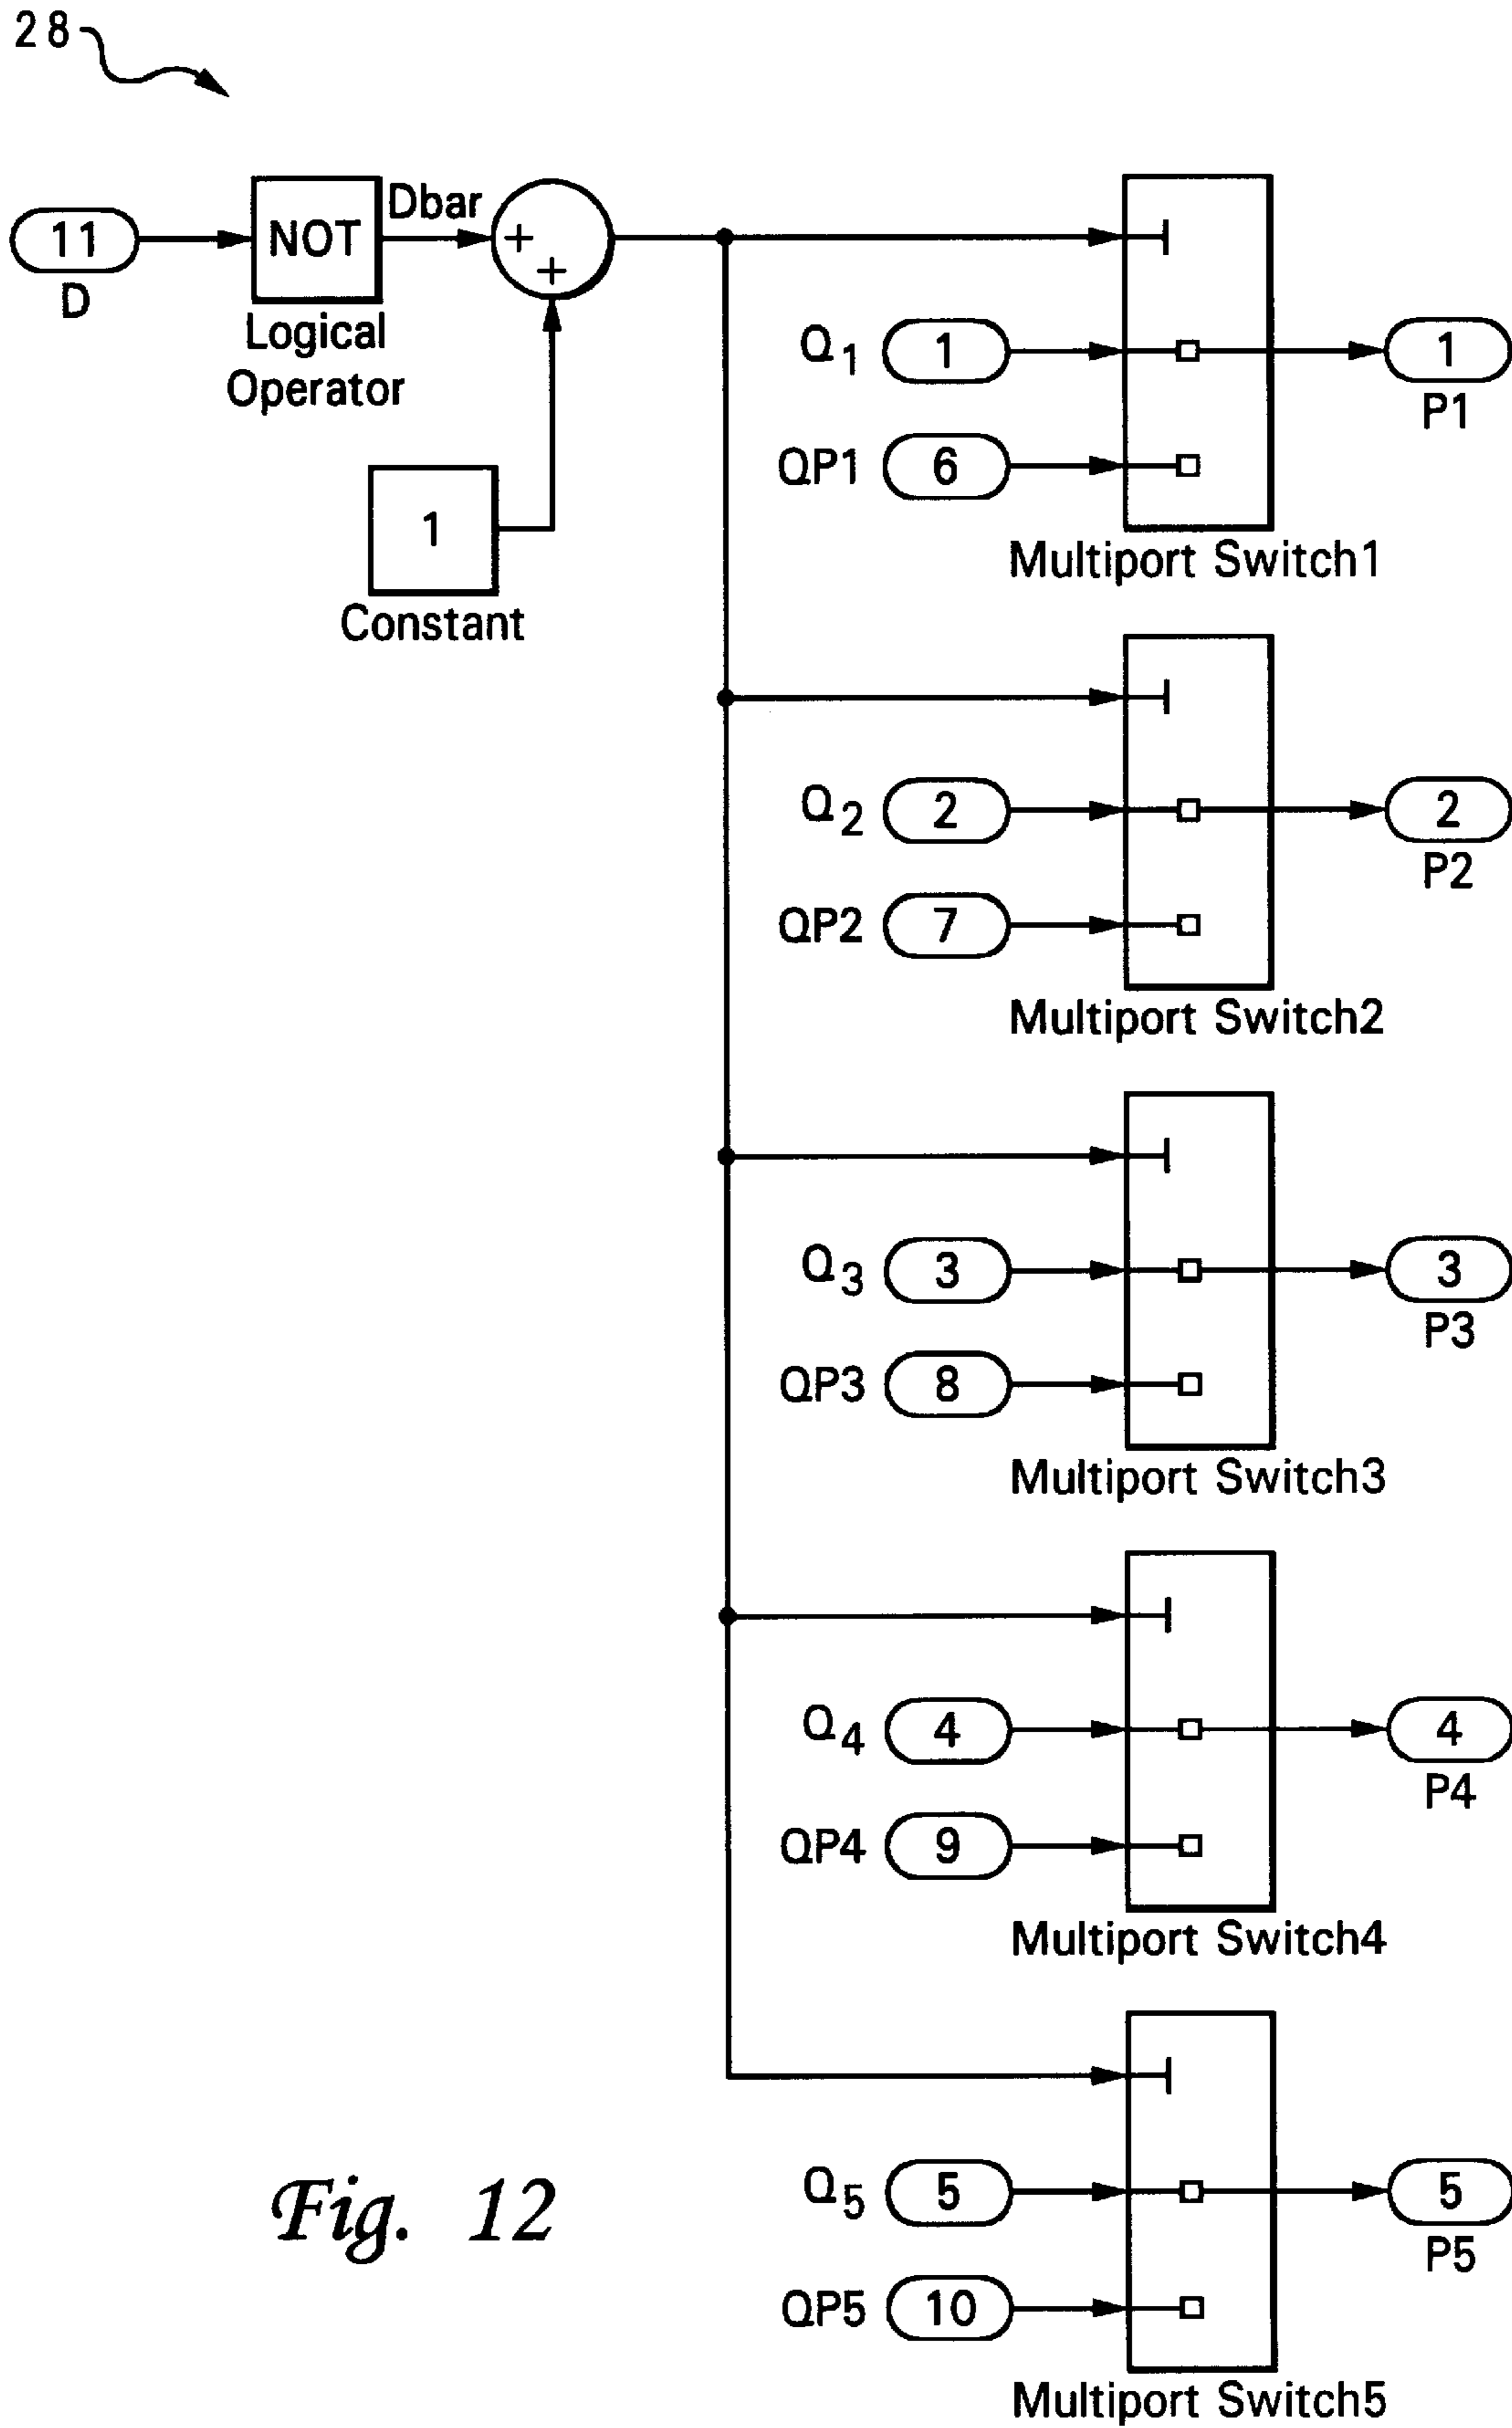 28
11
D
NOT
Logical
Operator
Dbar
+
+
1
Constant
Q1
1
QP1
6
1
P1
Multiport Switch1
Q2
2
QP2
7
2
P2
Multiport Switch2
Q3
3
QP3
8
3
P3
Multiport Switch3
Q4
4
QP4
9
4
P4
Multiport Switch4
Q5
5
QP5
10
5
P5
Multiport Switch5
Fig. 12